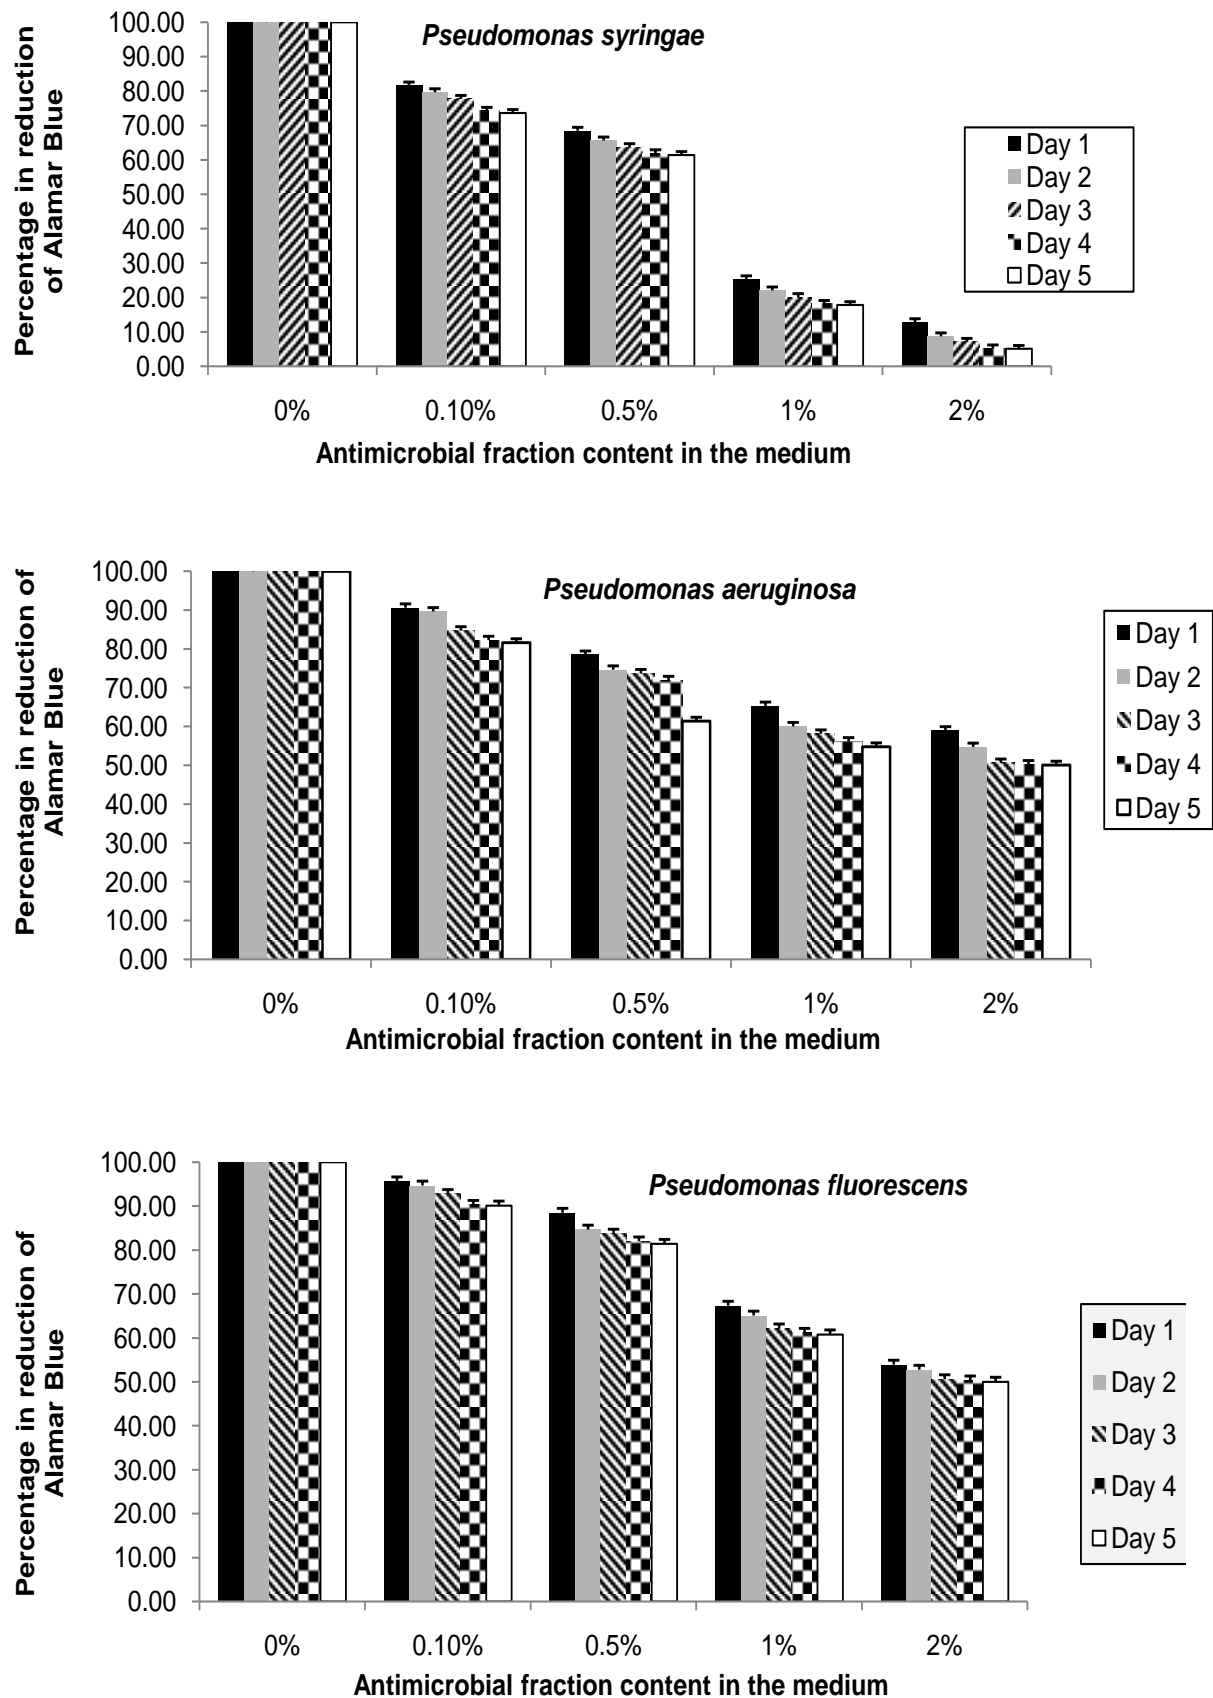 Pseudomonas syringae
Percentage in reduction
of Alamar Blue
100.00
90.00
80.00
70.00
60.00
50.00
40.00
30.00
20.00
10.00
0.00
0% 0.10% 0.5% 1% 2%
Antimicrobial fraction content in the medium
Day 1
Day 2
Day 3
Day 4
Day 5
Pseudomonas aeruginosa
Percentage in reduction of
Alamar Blue
100.00
90.00
80.00
70.00
60.00
50.00
40.00
30.00
20.00
10.00
0.00
0% 0.10% 0.5% 1% 2%
Antimicrobial fraction content in the medium
Day 1
Day 2
Day 3
Day 4
Day 5
Pseudomonas fluorescens
Percentage in reduction of
Alamar Blue
100.00
90.00
80.00
70.00
60.00
50.00
40.00
30.00
20.00
10.00
0.00
0% 0.10% 0.5% 1% 2%
Antimicrobial fraction content in the medium
Day 1
Day 2
Day 3
Day 4
Day 5